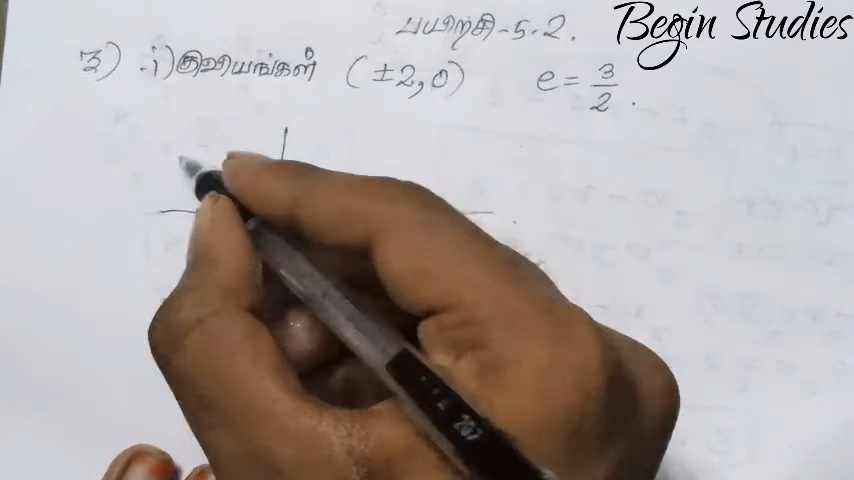 பயிற்சி-5.2.
Begin Studies
3) i) குவியங்கள் (±2,0) e = 3/2.